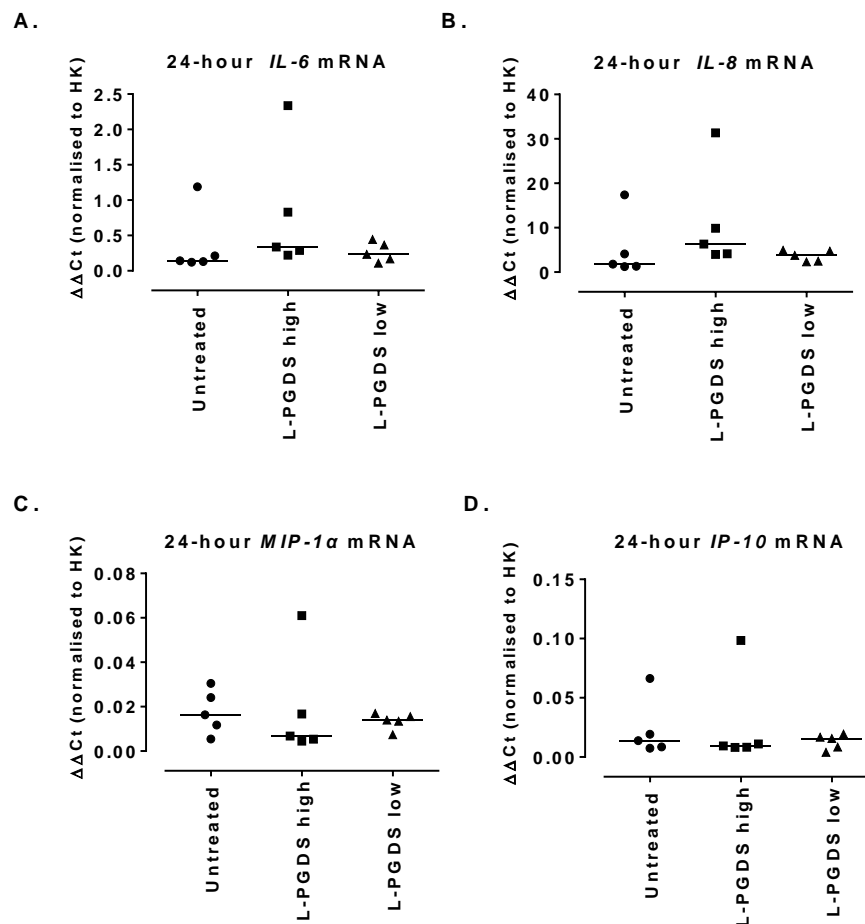 A.
24-hour IL-6 mRNA
ΔΔCt (normalised to HK)
2.5
2.0
1.5
1.0
0.5
0.0
Untreated
L-PGDS high
L-PGDS low
B.
24-hour IL-8 mRNA
ΔΔCt (normalised to HK)
40
30
20
10
0
Untreated
L-PGDS high
L-PGDS low
C.
24-hour MIP-1α mRNA
ΔΔCt (normalised to HK)
0.08
0.06
0.04
0.02
0.00
Untreated
L-PGDS high
L-PGDS low
D.
24-hour IP-10 mRNA
ΔΔCt (normalised to HK)
0.15
0.10
0.05
0.00
Untreated
L-PGDS high
L-PGDS low